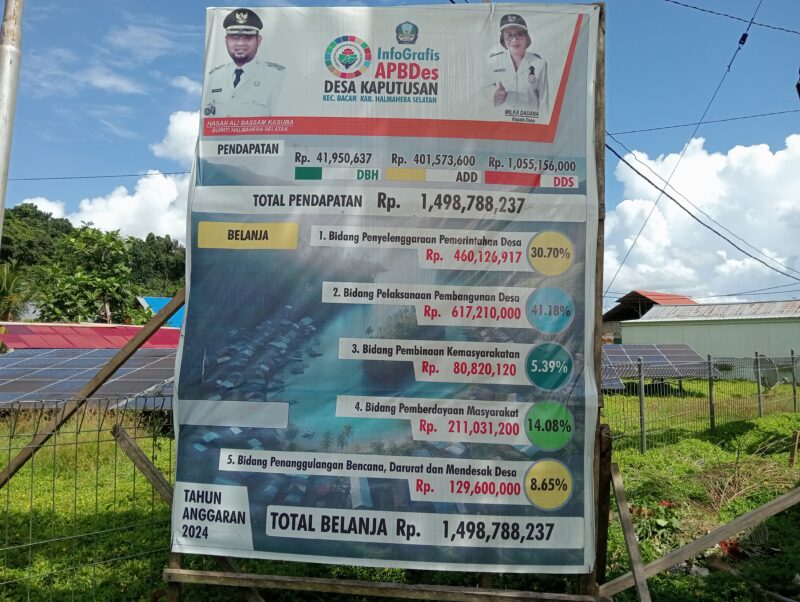 InfoGrafis
APBDes
DESA KAPUTUSAN
KEC. BACAN KAB. HALMAHERA SELATAN
HASAN ALI BASSAM KASUBA
BUPATI HALMAHERA SELATAN
MILKA DADANA
Kepala Desa
PENDAPATAN
Rp. 41,950,637 Rp. 401,573,600 Rp. 1,055,156,000
DBH ADD DDS
TOTAL PENDAPATAN Rp. 1,498,788,237
BELANJA
1. Bidang Penyelenggaraan Pemerintahan Desa
Rp. 460,126,917 30.70%
2. Bidang Pelaksanaan Pembangunan Desa
Rp. 617,210,000 41.18%
3. Bidang Pembinaan Kemasyarakatan
Rp. 80,820,120 5.39%
4. Bidang Pemberdayaan Masyarakat
Rp. 211,031,200 14.08%
5. Bidang Penanggulangan Bencana, Darurat dan Mendesak Desa
Rp. 129,600,000 8.65%
TAHUN
ANGGARAN
2024
TOTAL BELANJA Rp. 1,498,788,237